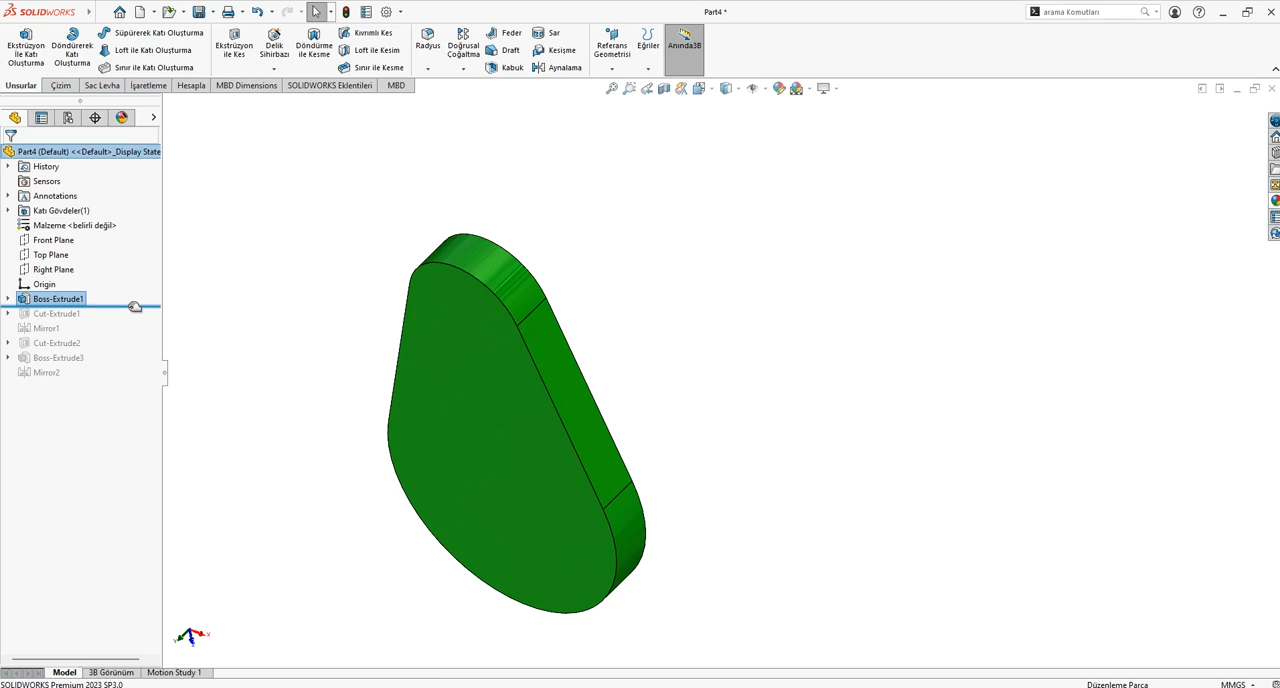 SOLIDWORKS
Part4 *
arama Komutları
Ekstrüzyon İle Katı Oluşturma
Döndürerek Katı Oluşturma
Süpürerek Katı Oluşturma
Loft ile Katı Oluşturma
Sınır ile Katı Oluşturma
Ekstrüzyon ile Kes
Delik Sihirbazı
Döndürme ile Kesme
Kıvrımlı Kes
Loft ile Kesim
Sınır ile Kesme
Radyus
Doğrusal Çoğaltma
Feder
Draft
Kabuk
Sar
Kesişme
Aynalama
Referans Geometrisi
Eğriler
Anında3B
Unsurlar
Çizim
Sac Levha
İşaretleme
Hesapla
MBD Dimensions
SOLIDWORKS Eklentileri
MBD
Part4 (Default) <<Default>_Display State
History
Sensors
Annotations
Katı Gövdeler(1)
Malzeme <belirli değil>
Front Plane
Top Plane
Right Plane
Origin
Boss-Extrude1
Cut-Extrude1
Mirror1
Cut-Extrude2
Boss-Extrude3
Mirror2
Y
X
Z
Model
3B Görünüm
Motion Study 1
SOLIDWORKS Premium 2023 SP3.0
Düzenleme Parca
MMGS